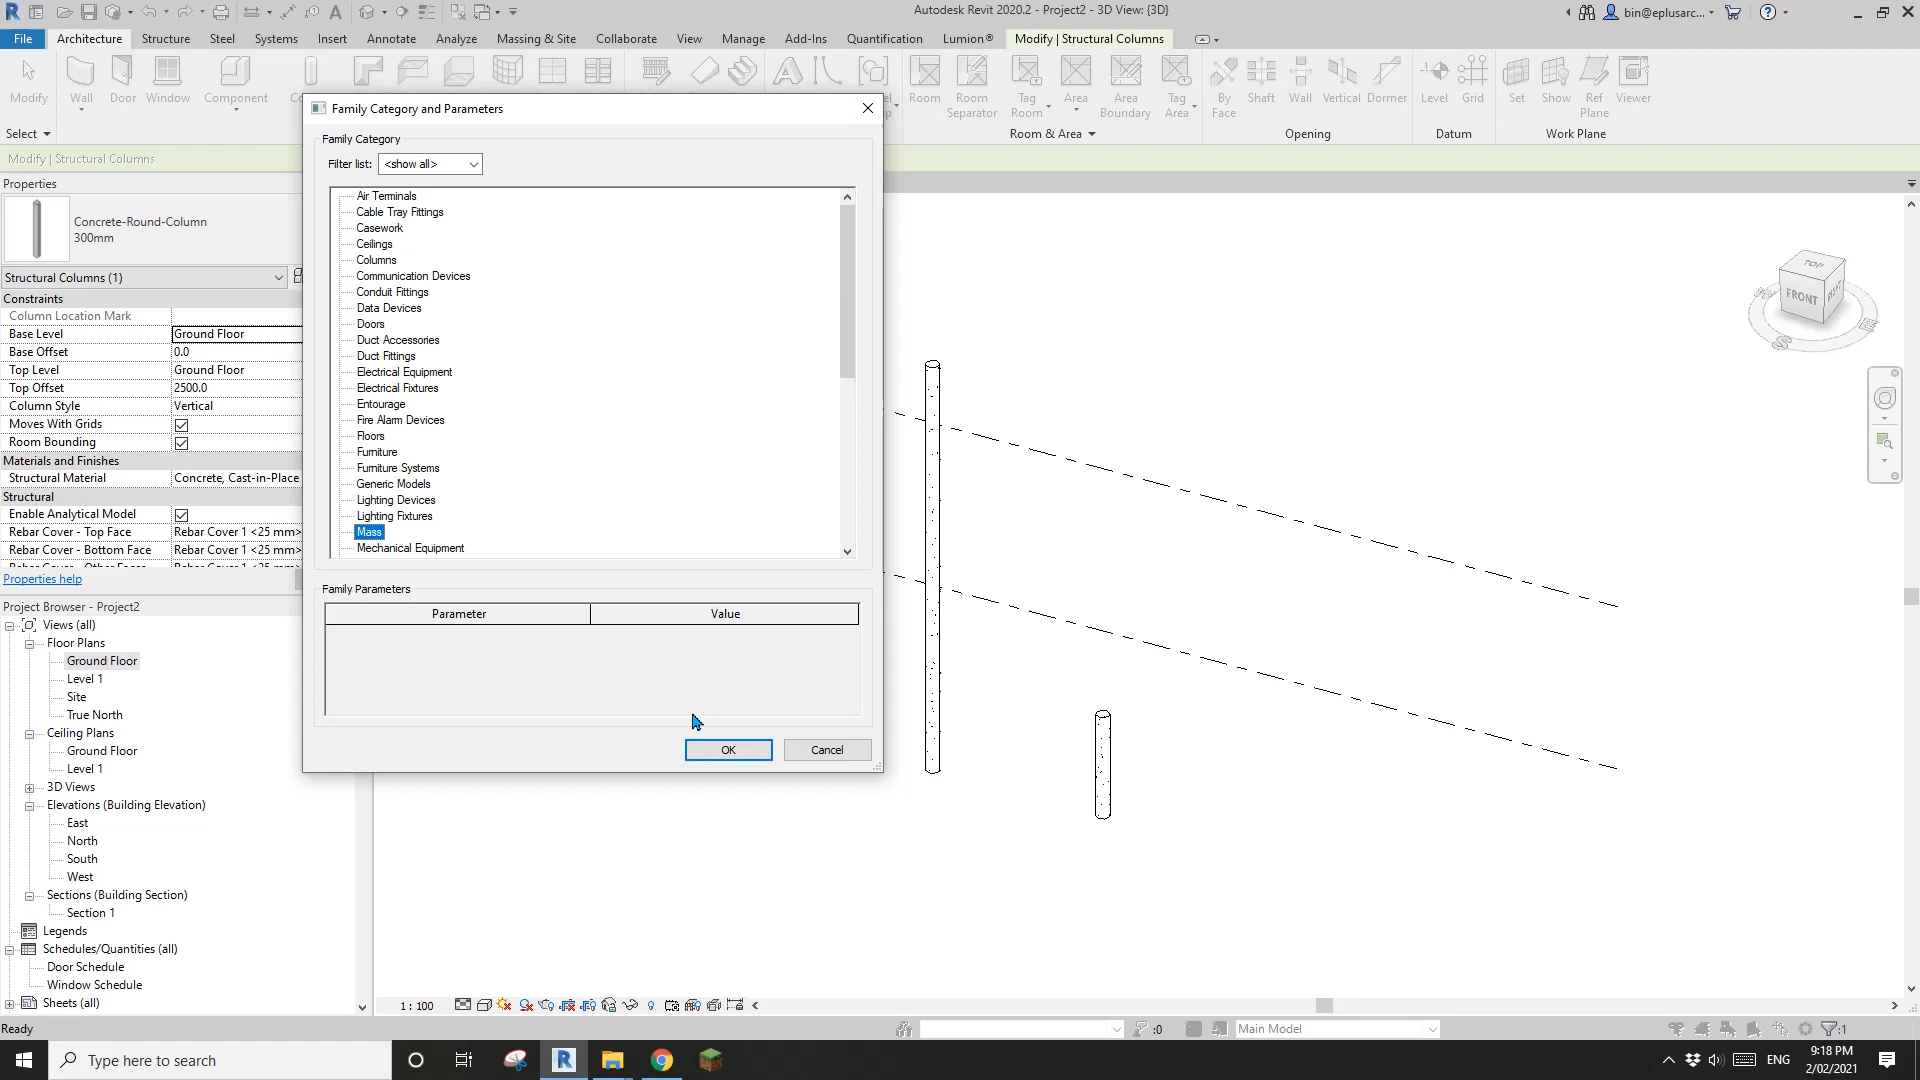 Autodesk Revit 2020.2 - Project2 - 3D View: {3D}
bin@eplusarc...
File Architecture Structure Steel Systems Insert Annotate Analyze Massing & Site Collaborate View Manage Add-Ins Quantification Lumion® Modify | Structural Columns
Modify Wall Door Window Component Room Room Separator Tag Room Area Area Boundary Tag Area By Face Shaft Wall Vertical Dormer Level Grid Set Show Ref Plane Viewer
Select Room & Area Opening Datum Work Plane
Modify | Structural Columns
Properties
Concrete-Round-Column
300mm
Structural Columns (1)
Constraints
Column Location Mark
Base Level Ground Floor
Base Offset 0.0
Top Level Ground Floor
Top Offset 2500.0
Column Style Vertical
Moves With Grids
Room Bounding
Materials and Finishes
Structural Material Concrete, Cast-in-Place
Structural
Enable Analytical Model
Rebar Cover - Top Face Rebar Cover 1 <25 mm>
Rebar Cover - Bottom Face Rebar Cover 1 <25 mm>
Properties help
Project Browser - Project2
Views (all)
Floor Plans
Ground Floor
Level 1
Site
True North
Ceiling Plans
Ground Floor
Level 1
3D Views
Elevations (Building Elevation)
East
North
South
West
Sections (Building Section)
Section 1
Legends
Schedules/Quantities (all)
Door Schedule
Window Schedule
Sheets (all)
Family Category and Parameters
Family Category
Filter list: <show all>
Air Terminals
Cable Tray Fittings
Casework
Ceilings
Columns
Communication Devices
Conduit Fittings
Data Devices
Doors
Duct Accessories
Duct Fittings
Electrical Equipment
Electrical Fixtures
Entourage
Fire Alarm Devices
Floors
Furniture
Furniture Systems
Generic Models
Lighting Devices
Lighting Fixtures
Mass
Mechanical Equipment
Family Parameters
Parameter Value
OK Cancel
TOP
FRONT
RIGHT
1 : 100
Ready
:0
Main Model
:1
Type here to search
ENG
9:18 PM
2/02/2021